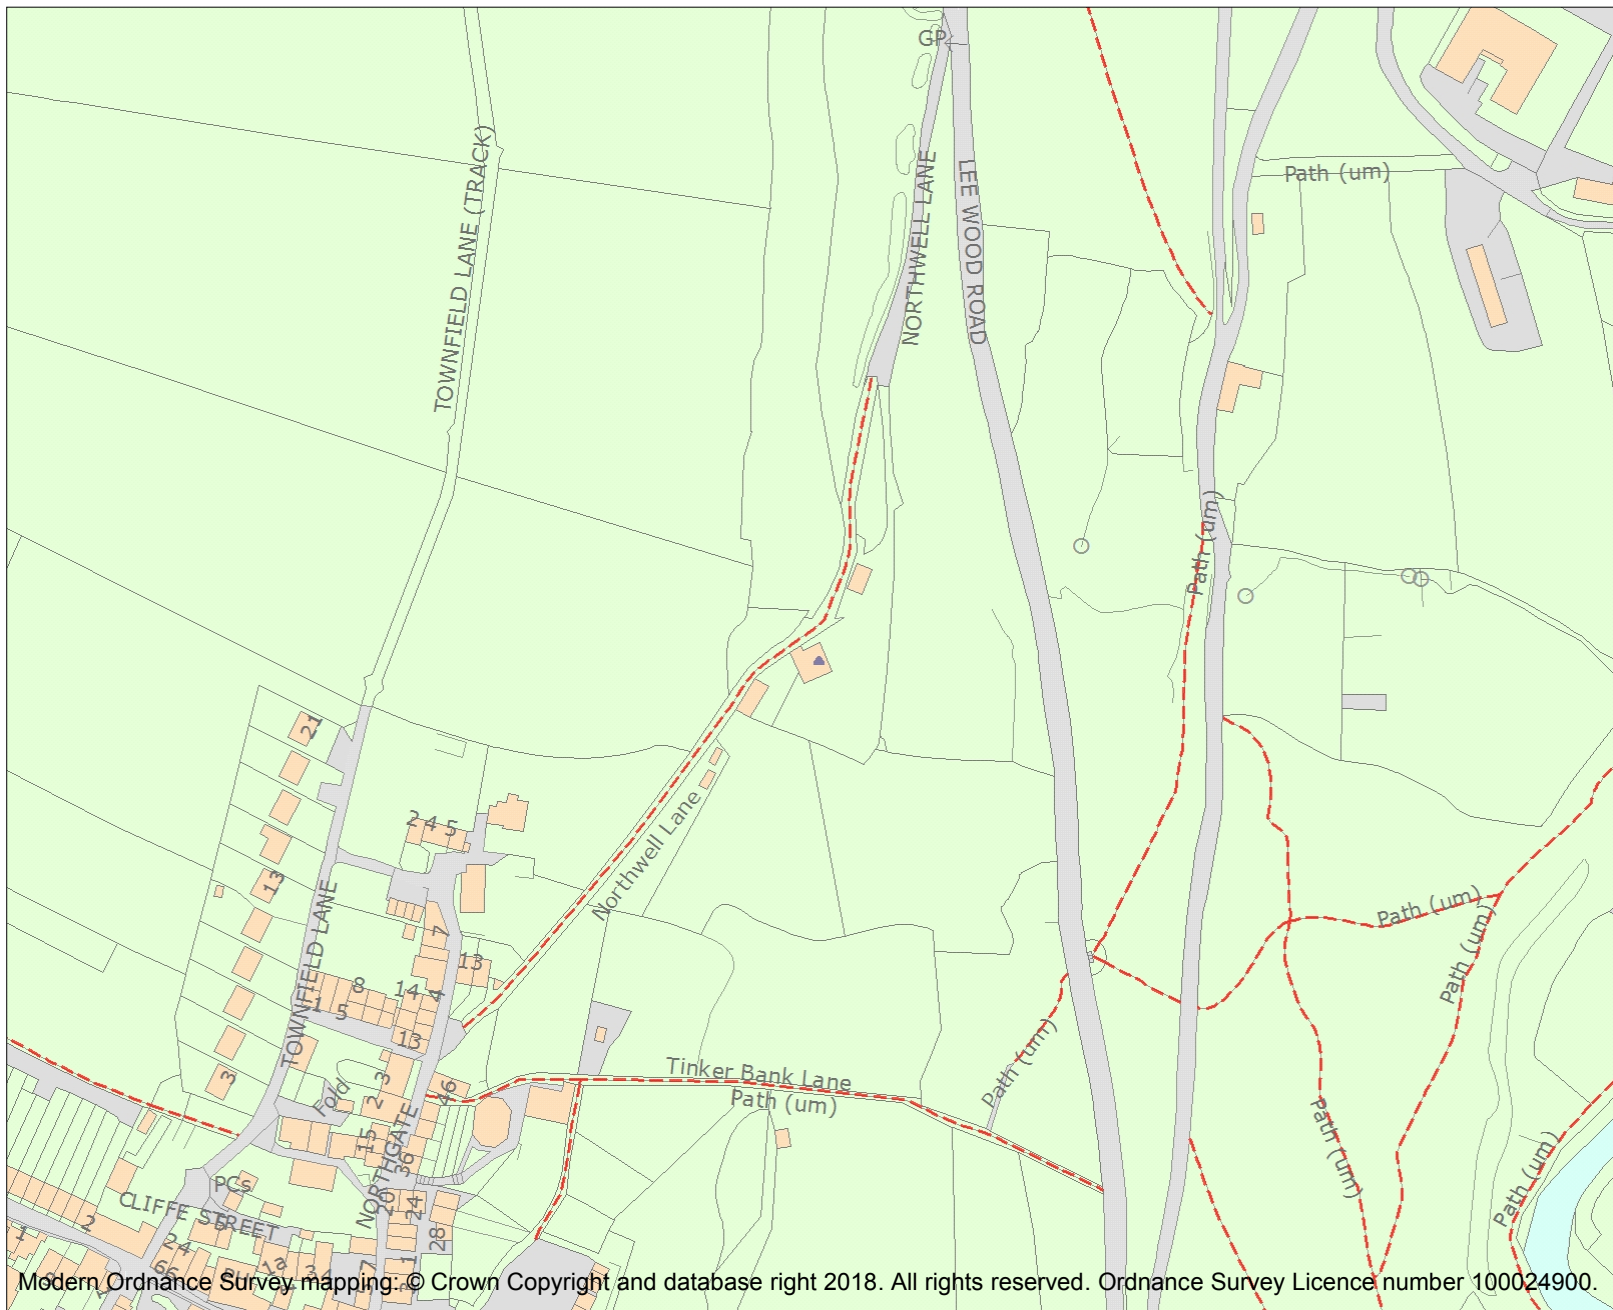 GP
TOWNFIELD LANE (TRACK)
NORTHWELL LANE
LEE WOOD ROAD
Path (um)
Path (um)
21
2 4 5
Northwell Lane
13
TOWNFIELD LANE
7
13
8
14
4
1
5
13
Path (um)
Path (um)
Path (um)
Tinker Bank Lane
Path (um)
3
Fold
3
2
46
15
NORTHGATE
36
Path (um)
Path (um)
PCs
CLIFFE STREET
20
24
28
2
1
24
66
1a
Modern Ordnance Survey mapping: © Crown Copyright and database right 2018. All rights reserved. Ordnance Survey Licence number 100024900.